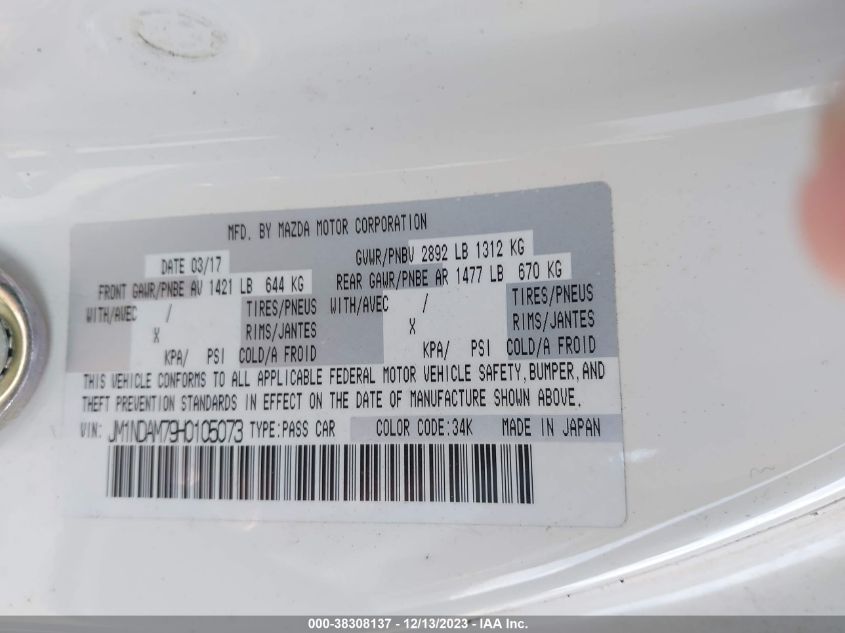 MFD. BY MAZDA MOTOR CORPORATION
DATE 03/17 GVWR/PNBV 2892 LB 1312 KG
FRONT GAWR/PNBE AV 1421 LB 644 KG REAR GAWR/PNBE AR 1477 LB 670 KG
WITH/AVEC / TIRES/PNEUS WITH/AVEC / TIRES/PNEUS
X RIMS/JANTES X RIMS/JANTES
KPA/ PSI COLD/A FROID KPA/ PSI COLD/A FROID
THIS VEHICLE CONFORMS TO ALL APPLICABLE FEDERAL MOTOR VEHICLE SAFETY, BUMPER, AND
THEFT PREVENTION STANDARDS IN EFFECT ON THE DATE OF MANUFACTURE SHOWN ABOVE.
VIN: JM1NDAM79H0105073 TYPE:PASS CAR COLOR CODE:34K MADE IN JAPAN
000-38308137 - 12/13/2023 - IAA Inc.